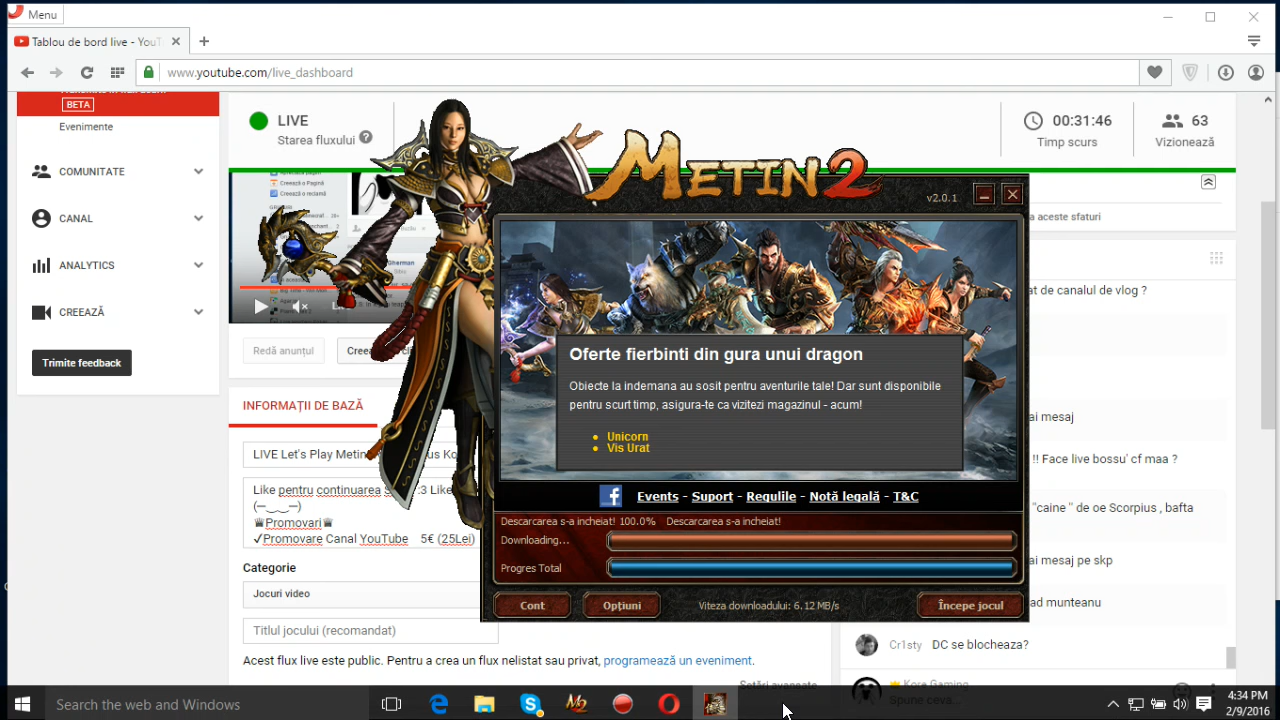 Menu
Tablou de bord live - YouT
www.youtube.com/live_dashboard
BETA
Evenimente
COMUNITATE
CANAL
ANALYTICS
CREEAZĂ
Trimite feedback
LIVE
Starea fluxului
00:31:46
Timp scurs
63
Vizionează
a aceste sfaturi
Redă anunțul
INFORMAȚII DE BAZĂ
LIVE Let's Play Metin
Like pentru continuarea
:3 Like
♛Promovari♛
✓Promovare Canal YouTube 5€ (25Lei)
Categorie
Jocuri video
Titlul jocului (recomandat)
Acest flux live este public. Pentru a crea un flux nelistat sau privat, programează un eveniment.
Setări avansate
METIN2
v2.0.1
Oferte fierbinti din gura unui dragon
Obiecte la indemana au sosit pentru aventurile tale! Dar sunt disponibile
pentru scurt timp, asigura-te ca vizitezi magazinul - acum!
Unicorn
Vis Urat
Events - Suport - Regulile - Notă legală - T&C
Descarcarea s-a incheiat! 100.0% Descarcarea s-a incheiat!
Downloading...
Progres Total
Cont
Opțiuni
Viteza downloadului: 6.12 MB/s
Începe jocul
at de canalul de vlog ?
ai mesaj
!! Face live bossu' cf maa ?
"caine " de oe Scorpius , bafta
ai mesaj pe skp
ad munteanu
Cr1sty DC se blocheaza?
Kore Gaming
Spune ceva...
Search the web and Windows
4:34 PM
2/9/2016